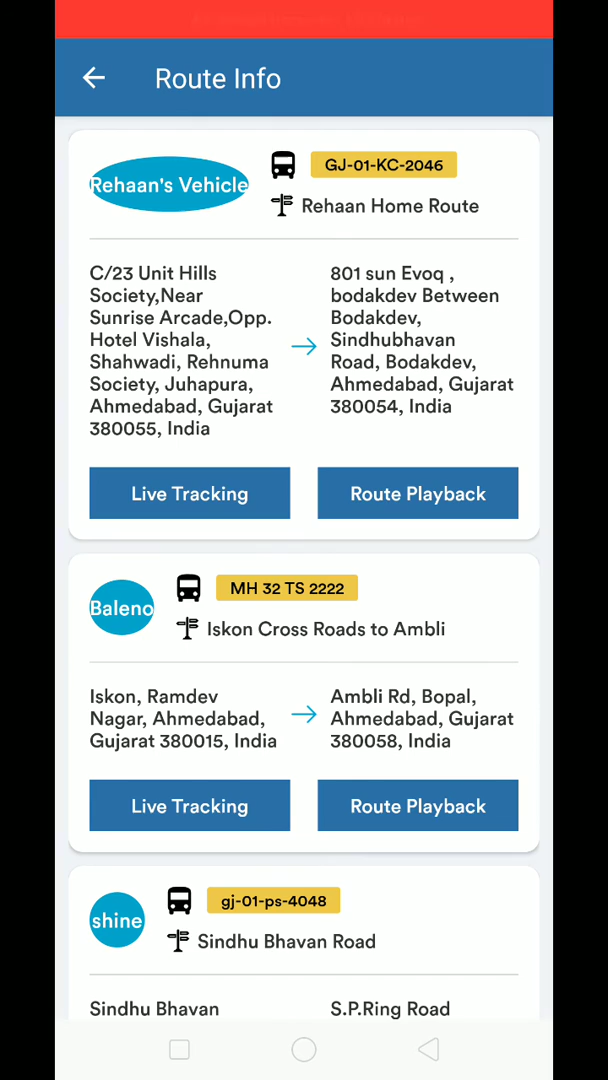 Route Info
Rehaan's Vehicle
GJ-01-KC-2046
Rehaan Home Route
C/23 Unit Hills
Society,Near
Sunrise Arcade,Opp.
Hotel Vishala,
Shahwadi, Rehnuma
Society, Juhapura,
Ahmedabad, Gujarat
380055, India
801 sun Evoq ,
bodakdev Between
Bodakdev,
Sindhubhavan
Road, Bodakdev,
Ahmedabad, Gujarat
380054, India
Live Tracking
Route Playback
Baleno
MH 32 TS 2222
Iskon Cross Roads to Ambli
Iskon, Ramdev
Nagar, Ahmedabad,
Gujarat 380015, India
Ambli Rd, Bopal,
Ahmedabad, Gujarat
380058, India
Live Tracking
Route Playback
shine
gj-01-ps-4048
Sindhu Bhavan Road
Sindhu Bhavan
S.P.Ring Road